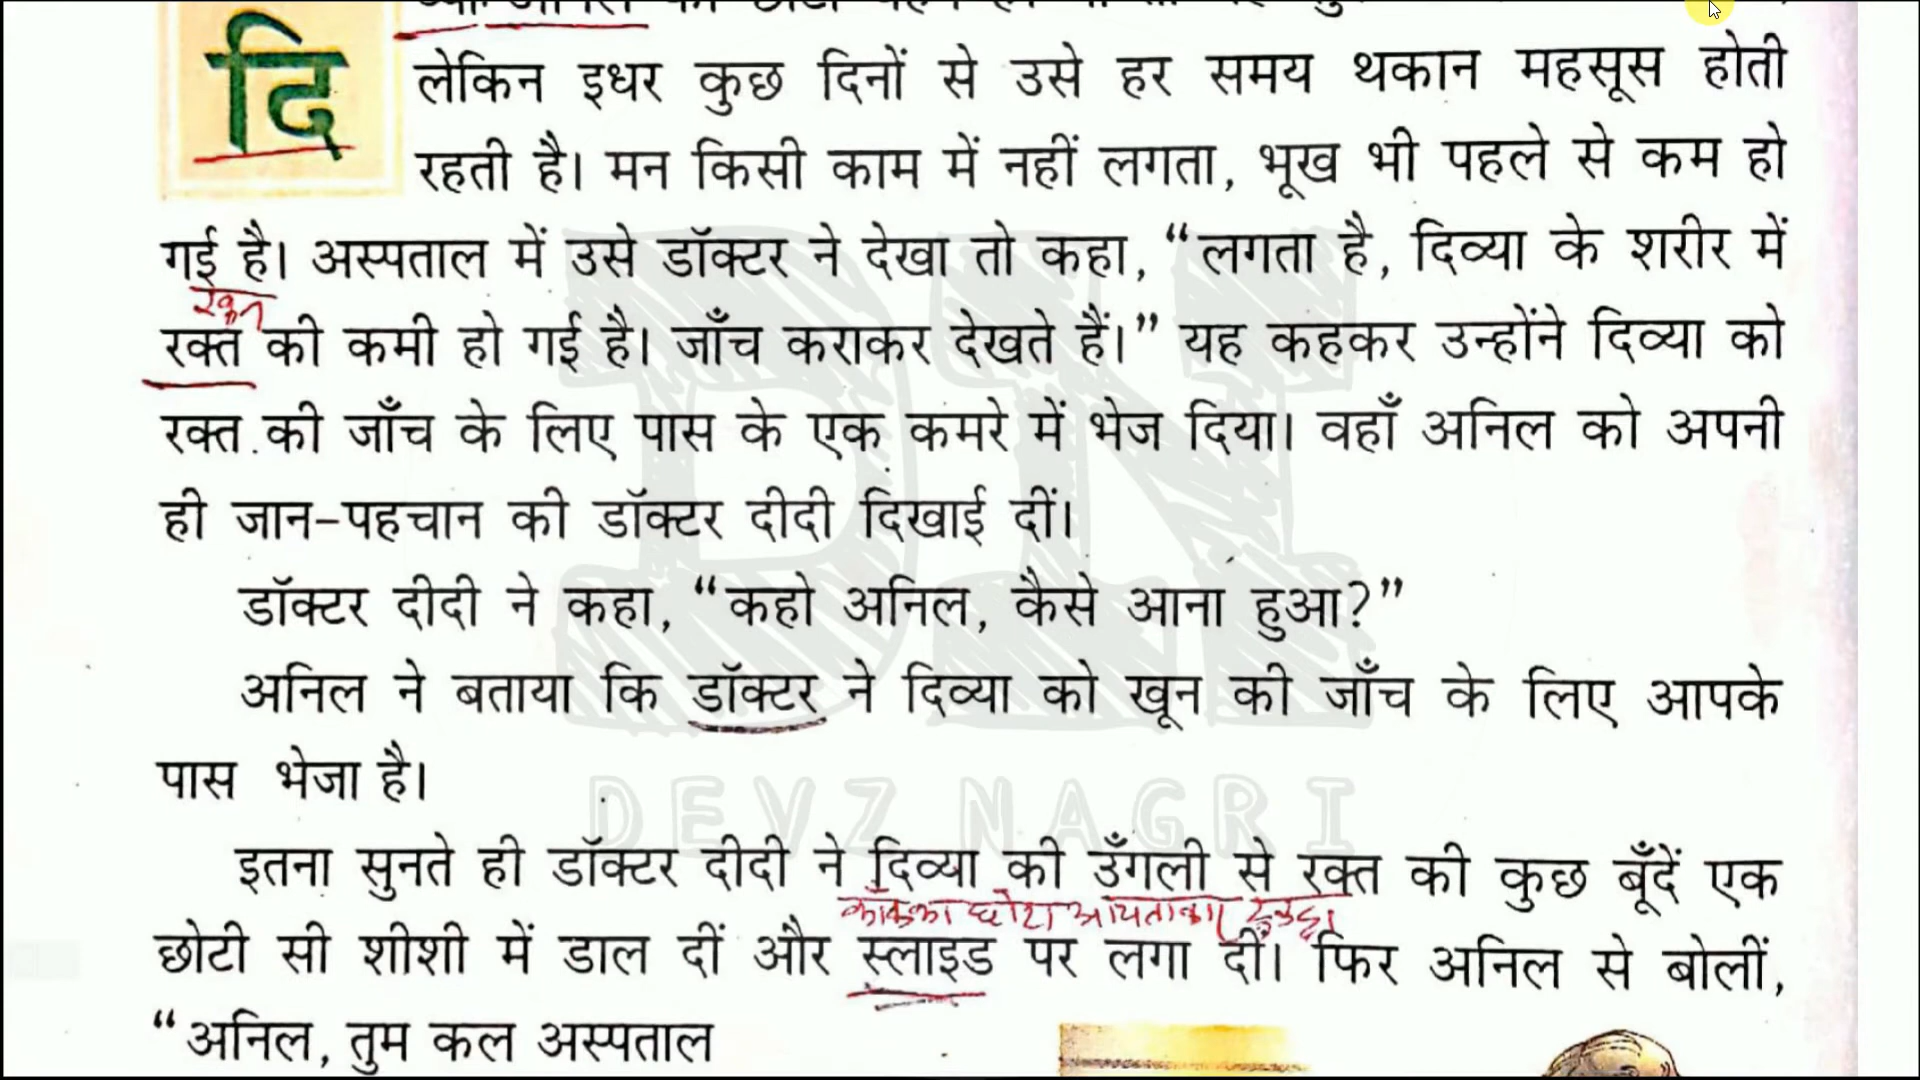 दि
लेकिन इधर कुछ दिनों से उसे हर समय थकान महसूस होती
रहती है। मन किसी काम में नहीं लगता, भूख भी पहले से कम हो
गई है। अस्पताल में उसे डॉक्टर ने देखा तो कहा, “लगता है, दिव्या के शरीर में
रक्त की कमी हो गई है। जाँच कराकर देखते हैं।” यह कहकर उन्होंने दिव्या को
रक्त की जाँच के लिए पास के एक कमरे में भेज दिया। वहाँ अनिल को अपनी
ही जान-पहचान की डॉक्टर दीदी दिखाई दीं।
डॉक्टर दीदी ने कहा, “कहो अनिल, कैसे आना हुआ?”
अनिल ने बताया कि डॉक्टर ने दिव्या को खून की जाँच के लिए आपके
पास भेजा है।
DEVZ NAGRI
इतना सुनते ही डॉक्टर दीदी ने दिव्या की उँगली से रक्त की कुछ बूँदें एक
छोटा आयताकार टुकड़ा
छोटी सी शीशी में डाल दीं और स्लाइड पर लगा दीं। फिर अनिल से बोलीं,
“अनिल, तुम कल अस्पताल